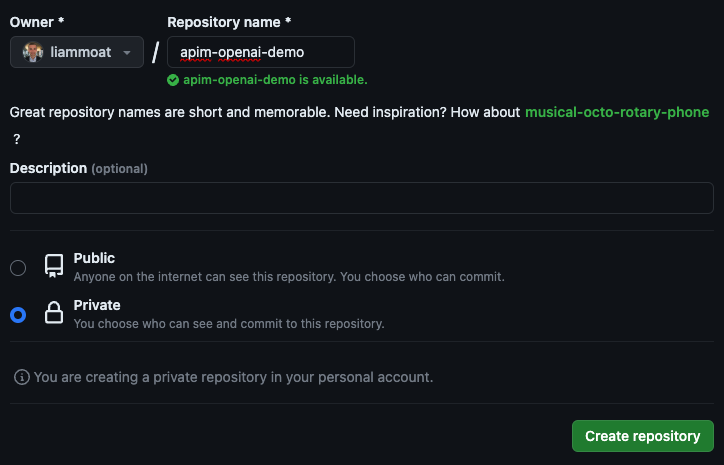 Owner * Repository name *
liammoat / apim-openai-demo
apim-openai-demo is available.
Great repository names are short and memorable. Need inspiration? How about musical-octo-rotary-phone
?
Description (optional)
Public
Anyone on the internet can see this repository. You choose who can commit.
Private
You choose who can see and commit to this repository.
You are creating a private repository in your personal account.
Create repository